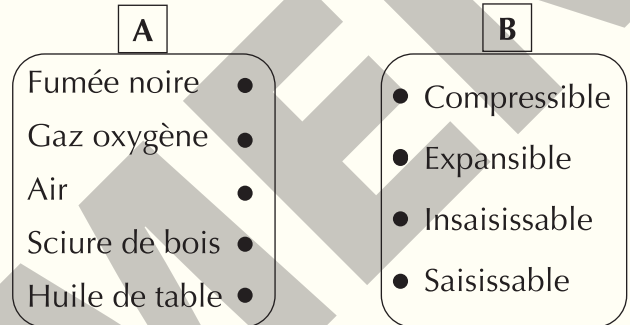 A
Fumée noire
Gaz oxygène
Air
Sciure de bois
Huile de table
B
Compressible
Expansible
Insaisissable
Saisissable